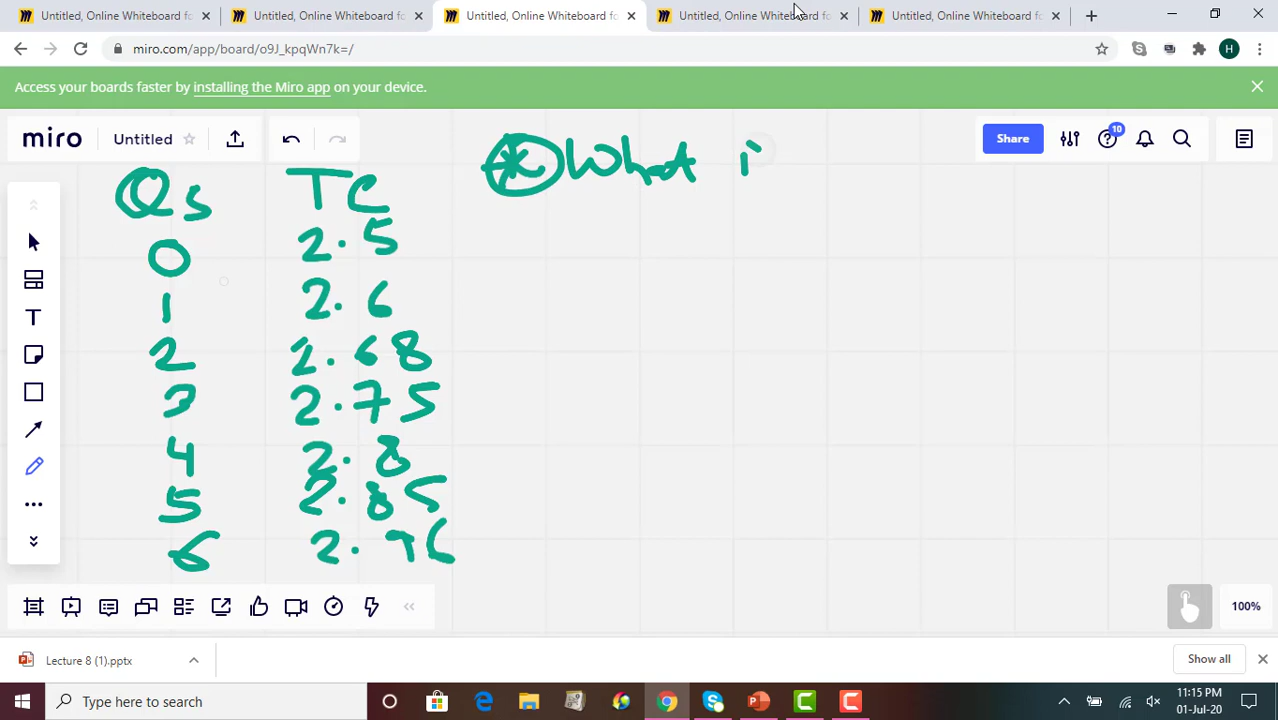 Untitled, Online Whiteboard fo
Untitled, Online Whiteboard fo
Untitled, Online Whiteboard fo
Untitled, Online Whiteboard fo
Untitled, Online Whiteboard fo
miro.com/app/board/o9J_kpqWn7k=/
H
Access your boards faster by installing the Miro app on your device.
miro
Untitled
Share
10
What i
Qs TC
0 2.5
1 2.6
2 2.68
3 2.75
4 2.8
5 2.85
6 2.96
T
100%
Lecture 8 (1).pptx
Show all
Type here to search
11:15 PM
01-Jul-20